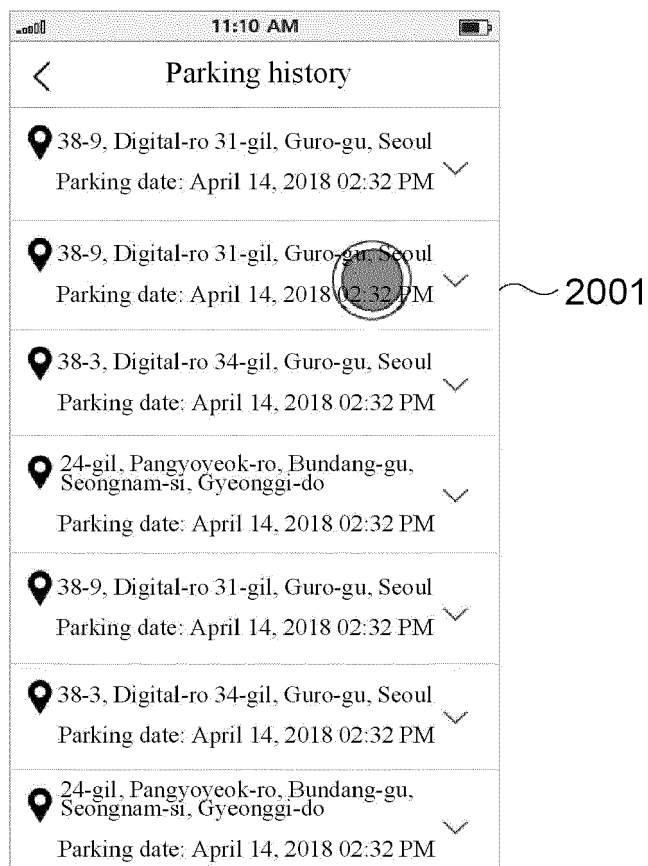 11:10 AM
Parking history
38-9, Digital-ro 31-gil, Guro-gu, Seoul
Parking date: April 14, 2018 02:32 PM
38-9, Digital-ro 31-gil, Guro-gu, Seoul
Parking date: April 14, 2018 02:32 PM
2001
38-3, Digital-ro 34-gil, Guro-gu, Seoul
Parking date: April 14, 2018 02:32 PM
24-gil, Pangyoyeok-ro, Bundang-gu,
Seongnam-si, Gyeonggi-do
Parking date: April 14, 2018 02:32 PM
38-9, Digital-ro 31-gil, Guro-gu, Seoul
Parking date: April 14, 2018 02:32 PM
38-3, Digital-ro 34-gil, Guro-gu, Seoul
Parking date: April 14, 2018 02:32 PM
24-gil, Pangyoyeok-ro, Bundang-gu,
Seongnam-si, Gyeonggi-do
Parking date: April 14, 2018 02:32 PM